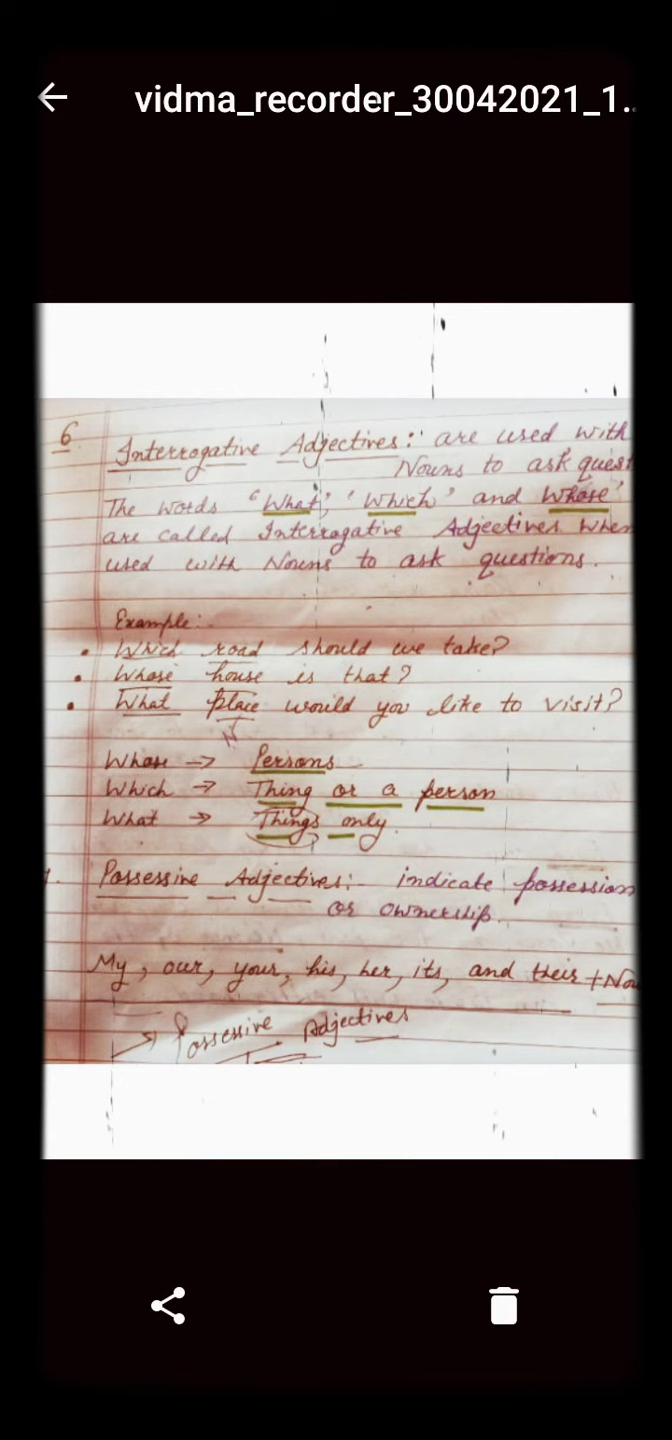 vidma_recorder_30042021_1..
6 Interrogative Adjectives: are used with
Nouns to ask quest
The words "What", 'Which' and Whose'
are called Interrogative Adjectives when
used with Nouns to ask questions.
Example:-
• Which road should we take?
• Whose house is that?
• What place would you like to visit?
N
Whose → Persons
Which → Thing or a person
What → Things only.
Possessive Adjectives:- indicate possession
or ownership.
My, our, your, his, her, its, and their + Nou
→ Possessive Adjectives